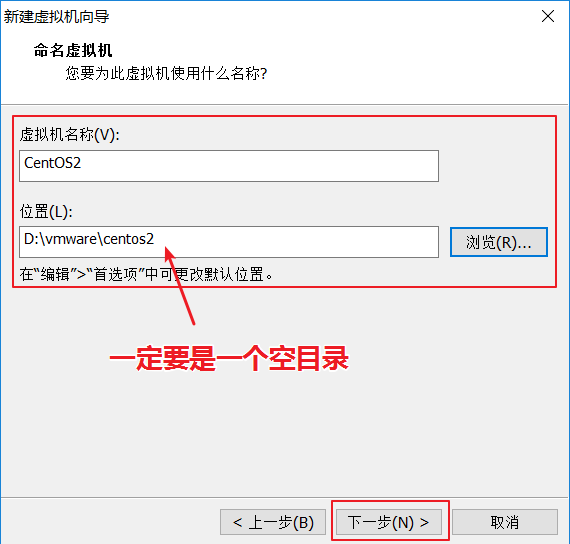 新建虚拟机向导
命名虚拟机
您要为此虚拟机使用什么名称?
虚拟机名称(V):
CentOS2
位置(L):
D:\vmware\centos2
浏览(R)...
在“编辑”>“首选项”中可更改默认位置。
一定要是一个空目录
< 上一步(B)
下一步(N) >
取消